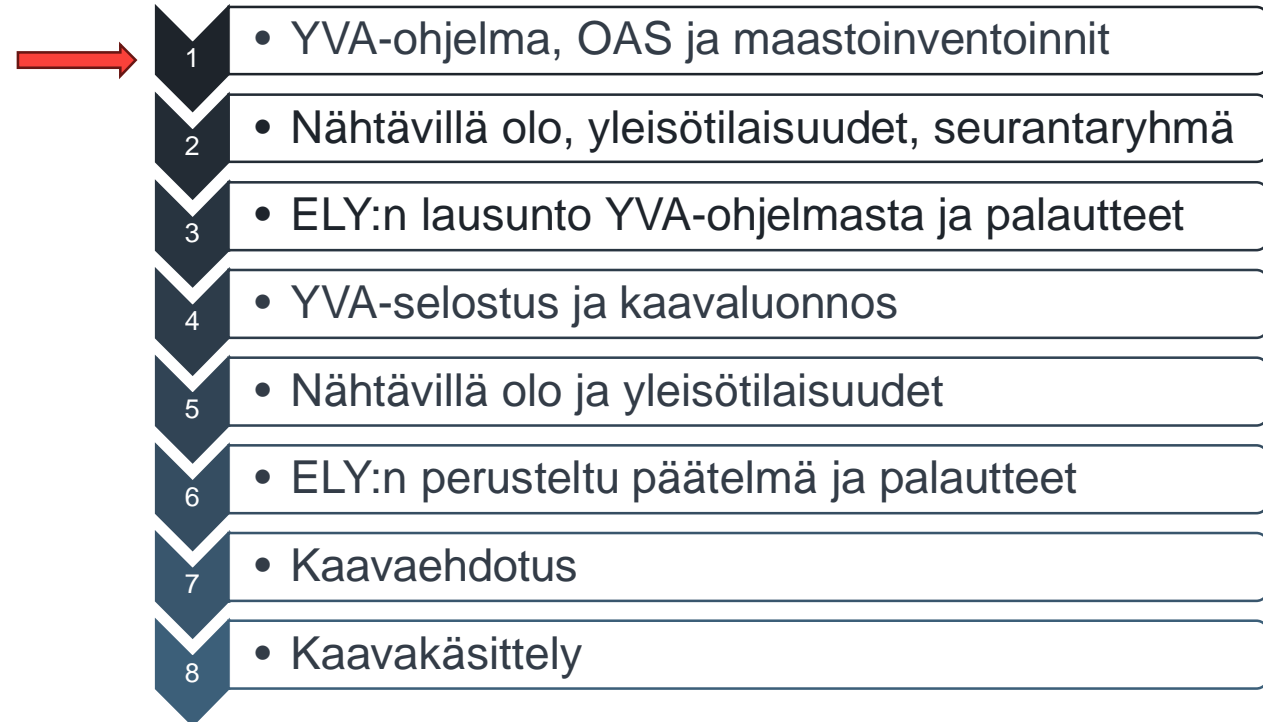 1
• YVA-ohjelma, OAS ja maastoinventoinnit
2
• Nähtävillä olo, yleisötilaisuudet, seurantaryhmä
3
• ELY:n lausunto YVA-ohjelmasta ja palautteet
4
• YVA-selostus ja kaavaluonnos
5
• Nähtävillä olo ja yleisötilaisuudet
6
• ELY:n perusteltu päätelmä ja palautteet
7
• Kaavaehdotus
8
• Kaavakäsittely